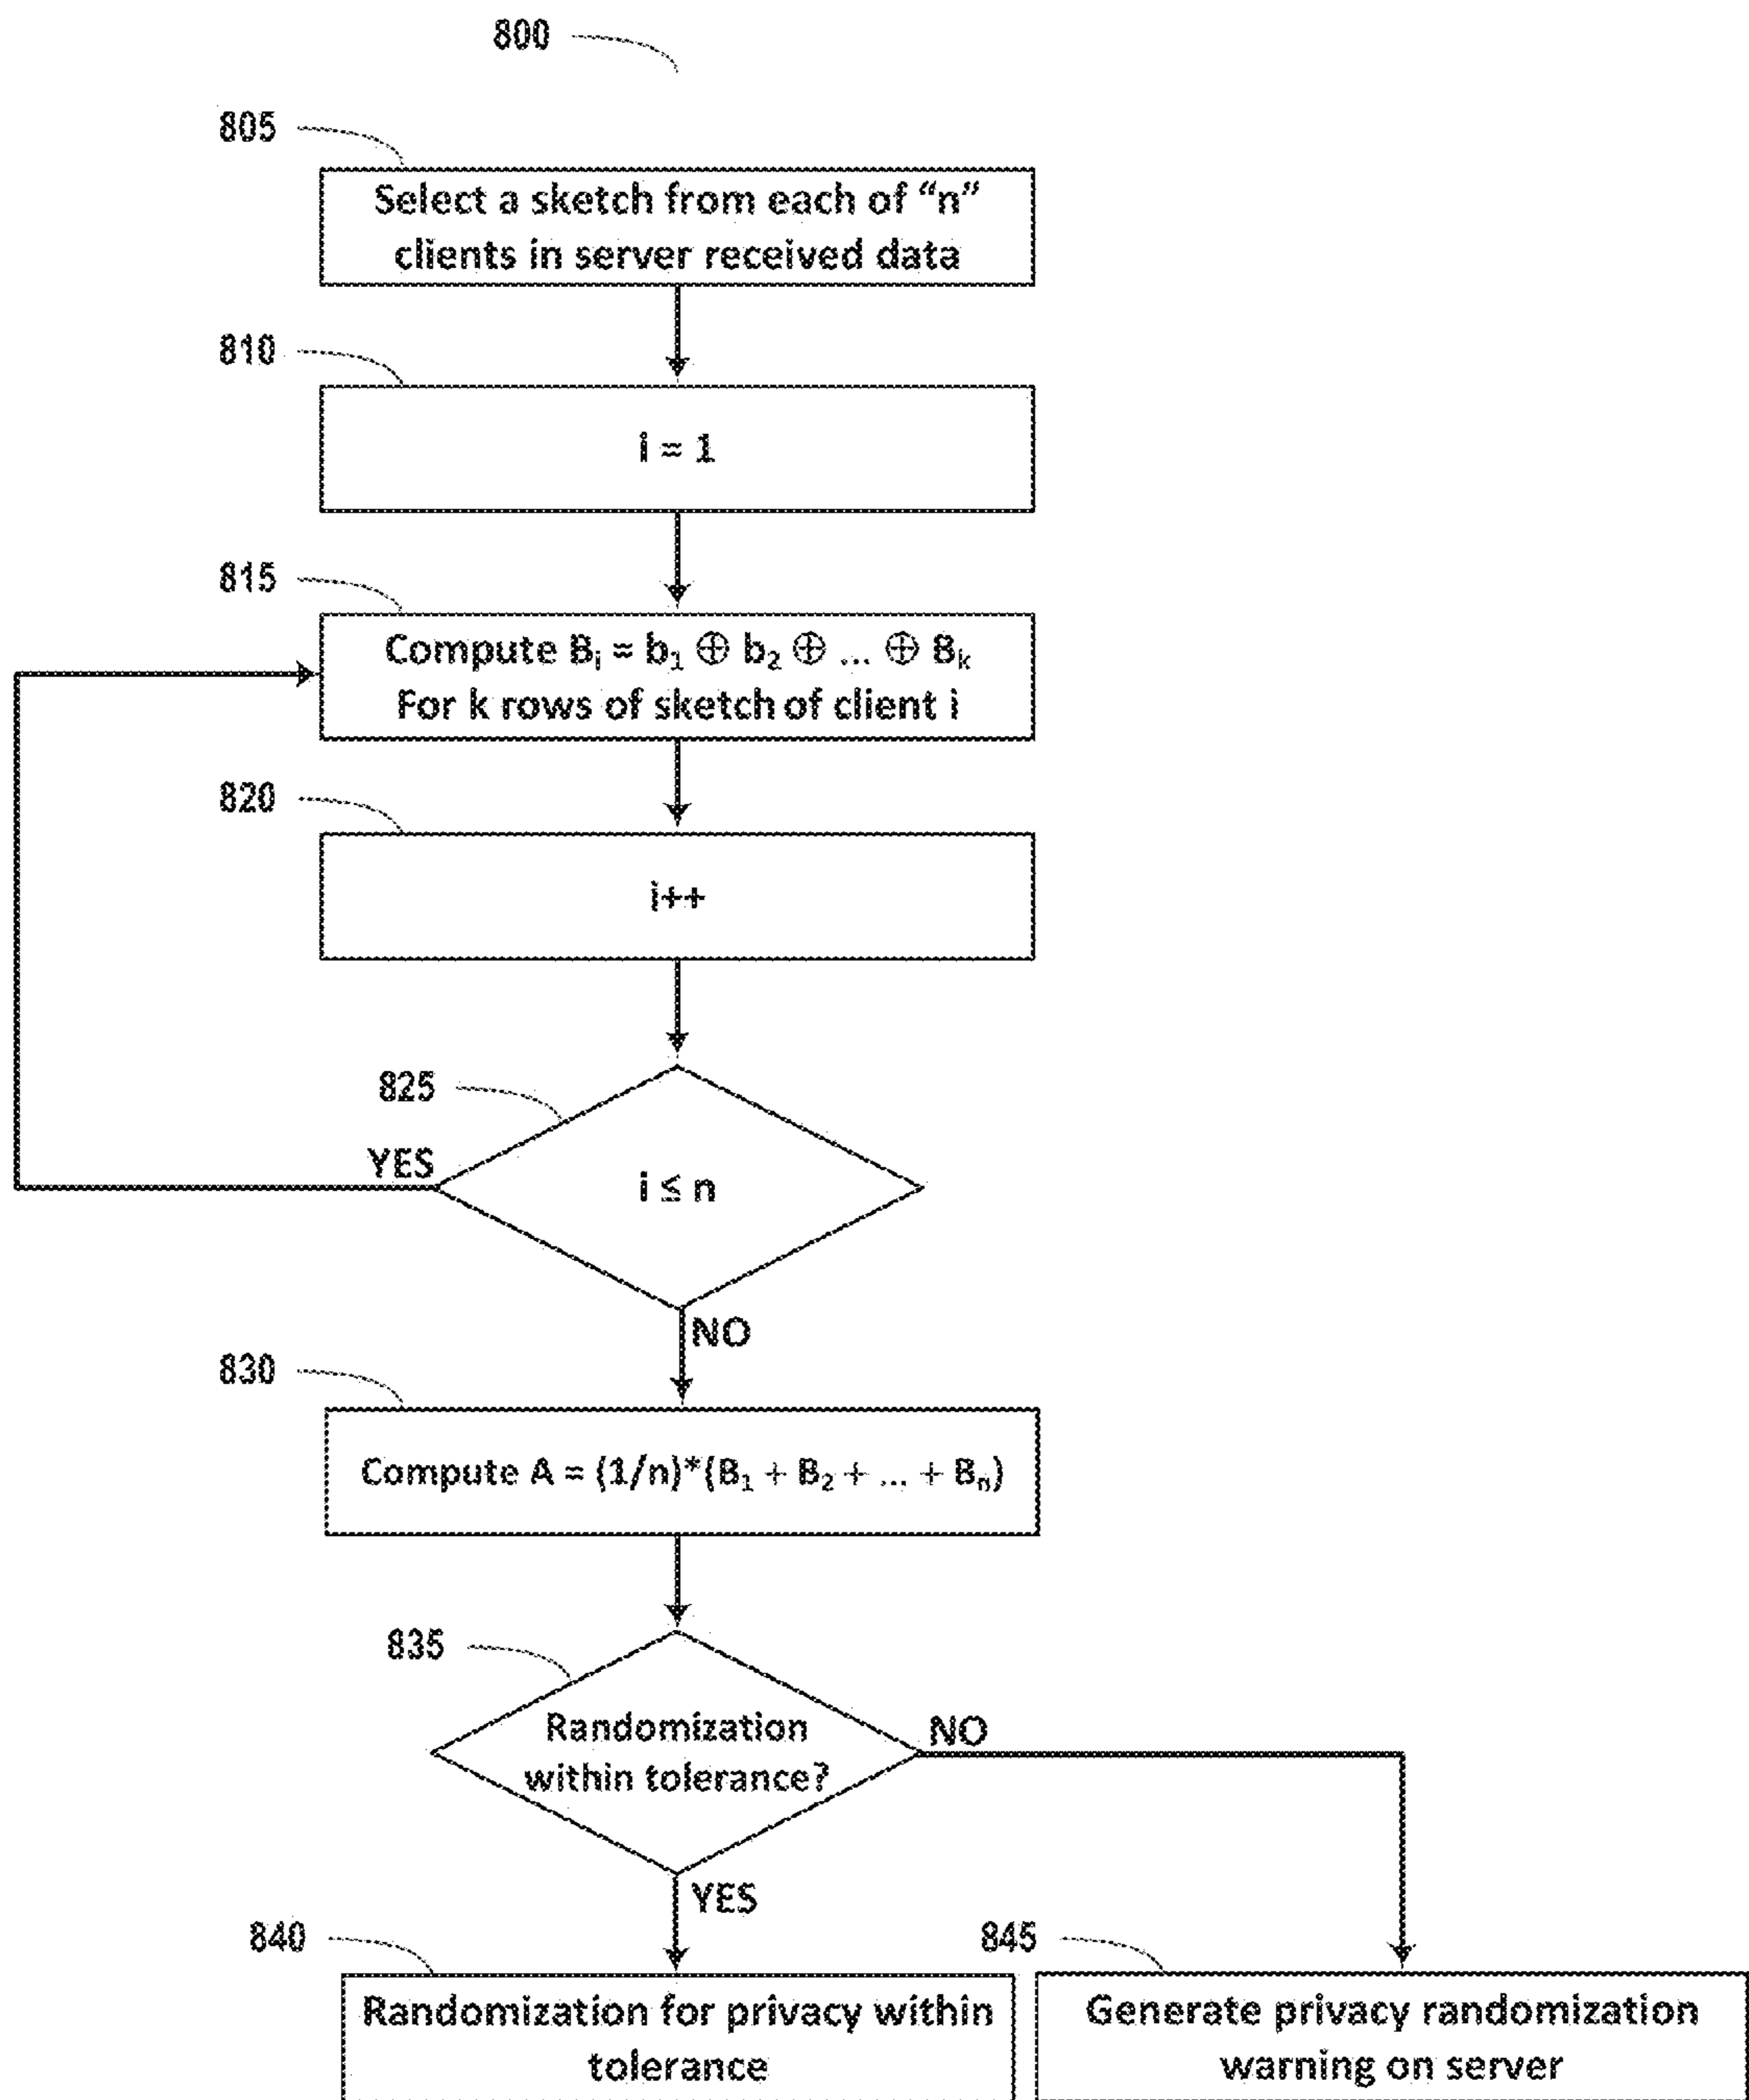 800
805
Select a sketch from each of “n”
clients in server received data
810
i = 1
815
Compute Bᵢ = b₁ ⊕ b₂ ⊕ ... ⊕ Bₖ
For k rows of sketch of client i
820
i++
825
YES
i ≤ n
NO
830
Compute A = (1/n)*(B₁ + B₂ + ... + Bₙ)
835
Randomization
within tolerance?
NO
YES
840
845
Randomization for privacy within
tolerance
Generate privacy randomization
warning on server